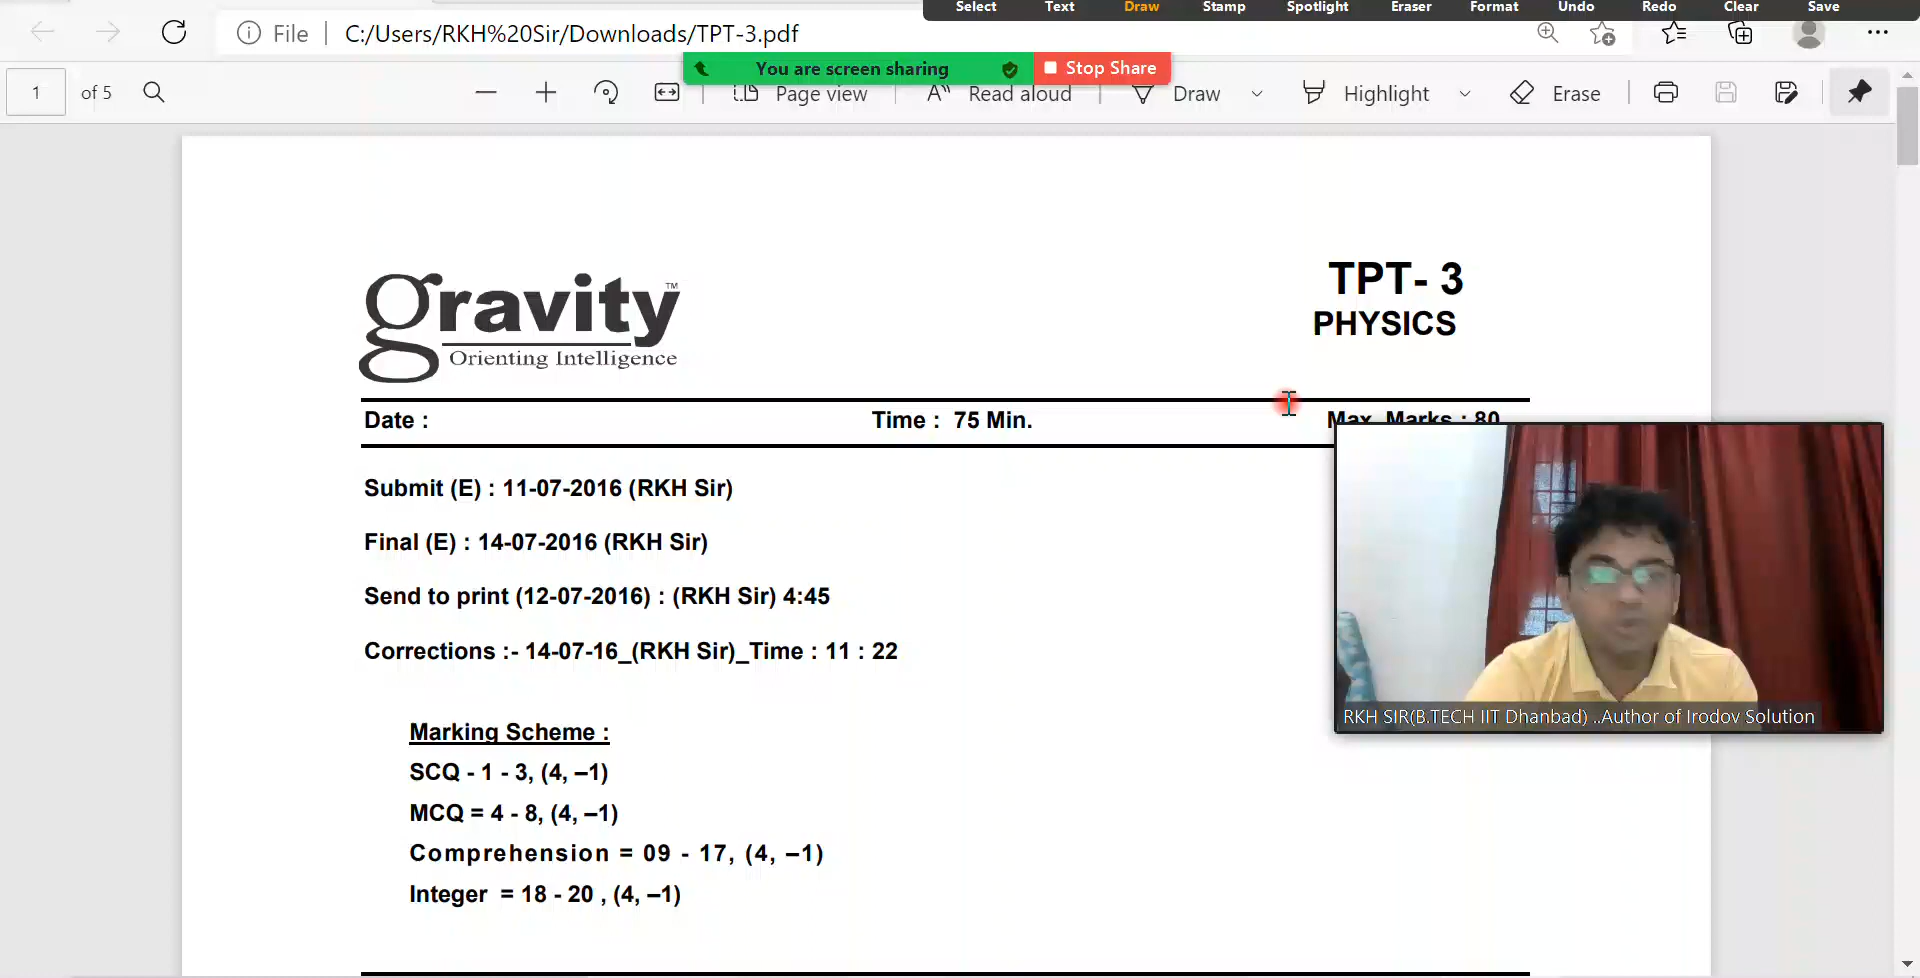 Select Text Draw Stamp Spotlight Eraser Format Undo Redo Clear Save
File C:/Users/RKH%20Sir/Downloads/TPT-3.pdf
You are screen sharing Stop Share
1 of 5 Page view Read aloud Draw Highlight Erase
gravity™
Orienting Intelligence
TPT- 3
PHYSICS
Date : Time : 75 Min. Max. Marks : 80
Submit (E) : 11-07-2016 (RKH Sir)
Final (E) : 14-07-2016 (RKH Sir)
Send to print (12-07-2016) : (RKH Sir) 4:45
Corrections :- 14-07-16_(RKH Sir)_Time : 11 : 22
RKH SIR(B.TECH IIT Dhanbad) ..Author of Irodov Solution
Marking Scheme :
SCQ - 1 - 3, (4, –1)
MCQ = 4 - 8, (4, –1)
Comprehension = 09 - 17, (4, –1)
Integer = 18 - 20 , (4, –1)